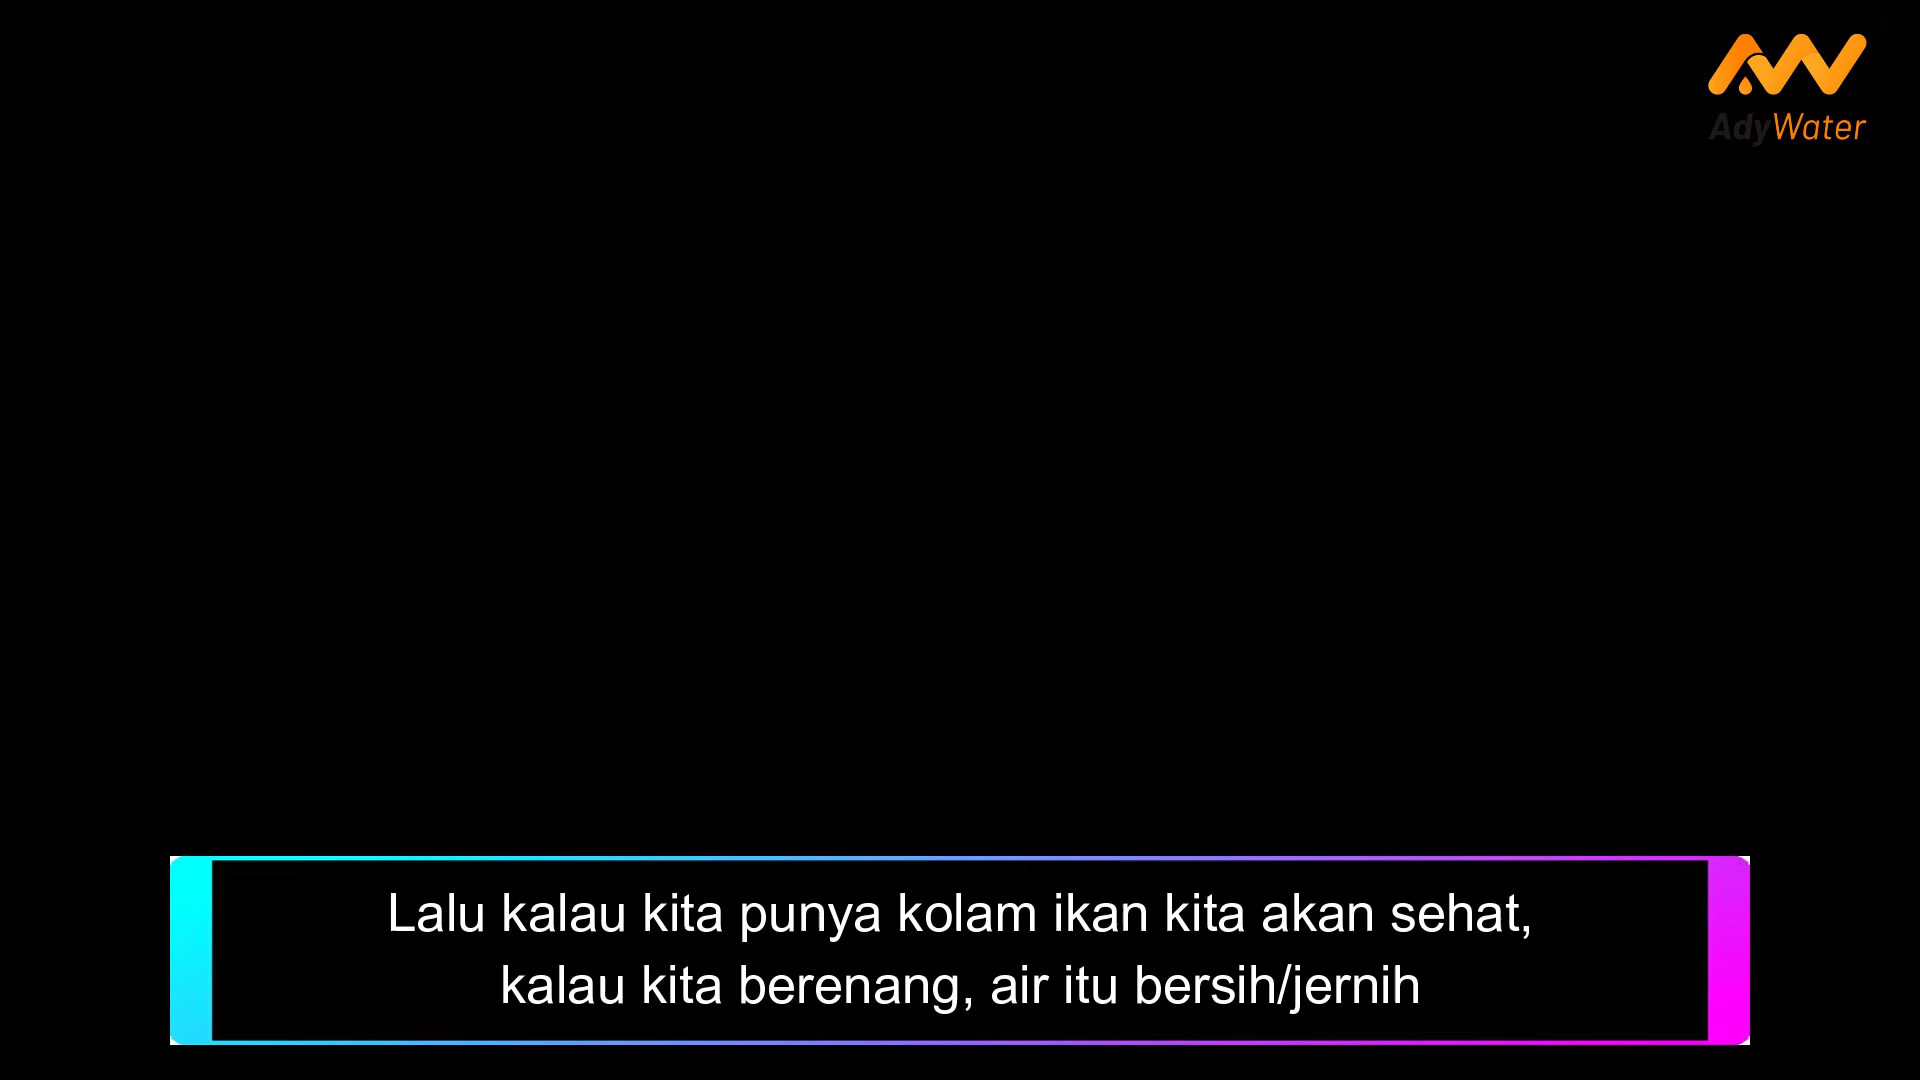 AdyWater
Lalu kalau kita punya kolam ikan kita akan sehat,
kalau kita berenang, air itu bersih/jernih